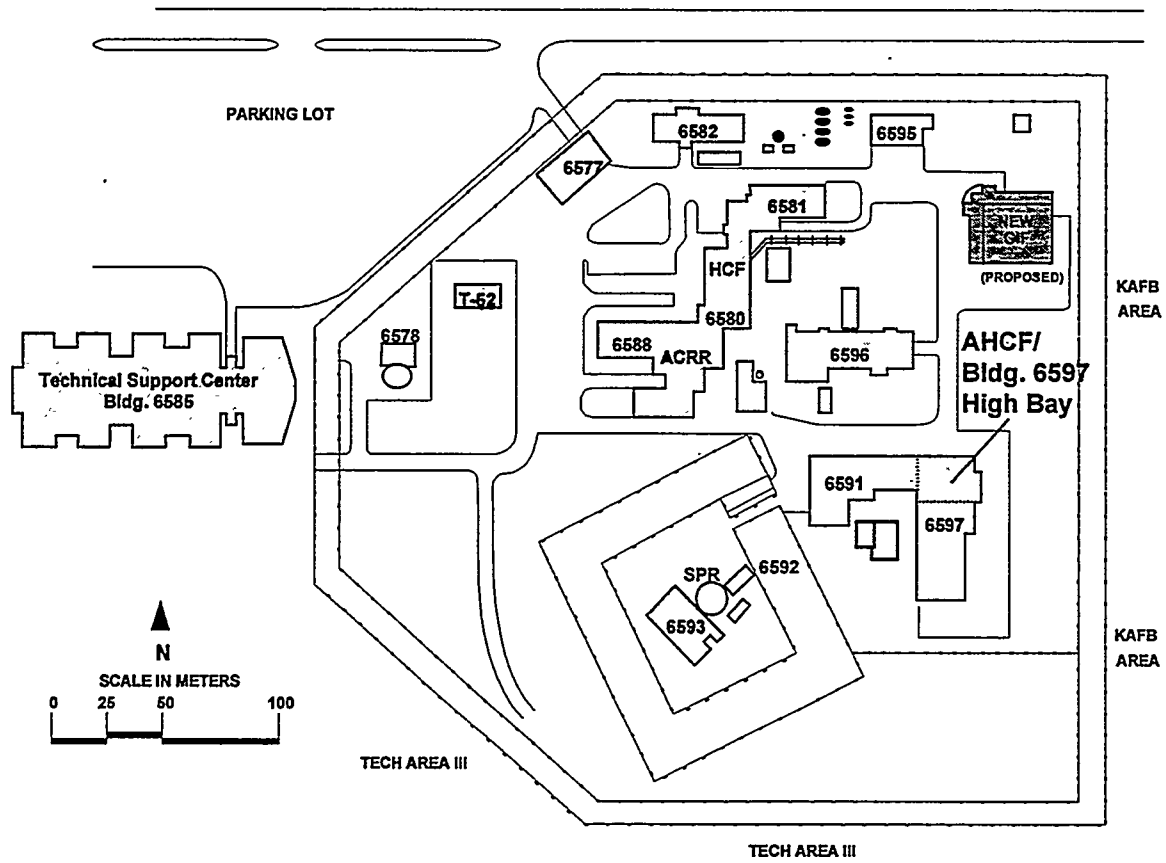 PARKING LOT
6582
6595
6577
6581
NEW
GIF
(PROPOSED)
HCF
KAFB
AREA
T-52
6580
6578
6588
ACRR
6596
AHCF/
Bldg. 6597
High Bay
Technical Support Center
Bldg. 6585
6591
6597
6592
SPR
6593
N
SCALE IN METERS
0 25 50 100
KAFB
AREA
TECH AREA III
TECH AREA III